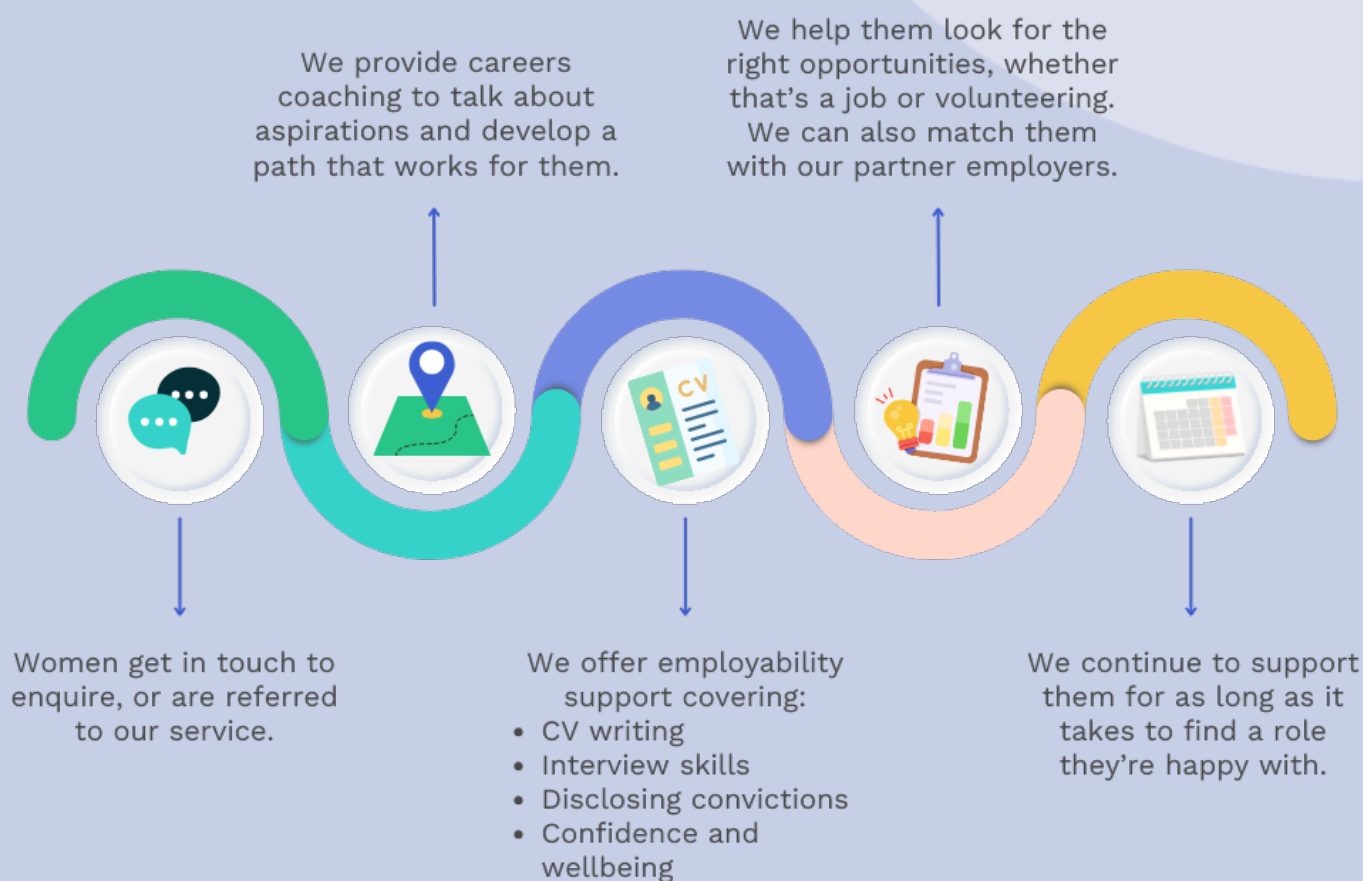 Women get in touch to
enquire, or are referred
to our service.
We provide careers
coaching to talk about
aspirations and develop a
path that works for them.
CV
We offer employability
support covering:
• CV writing
• Interview skills
• Disclosing convictions
• Confidence and
wellbeing
We help them look for the
right opportunities, whether
that’s a job or volunteering.
We can also match them
with our partner employers.
We continue to support
them for as long as it
takes to find a role
they’re happy with.